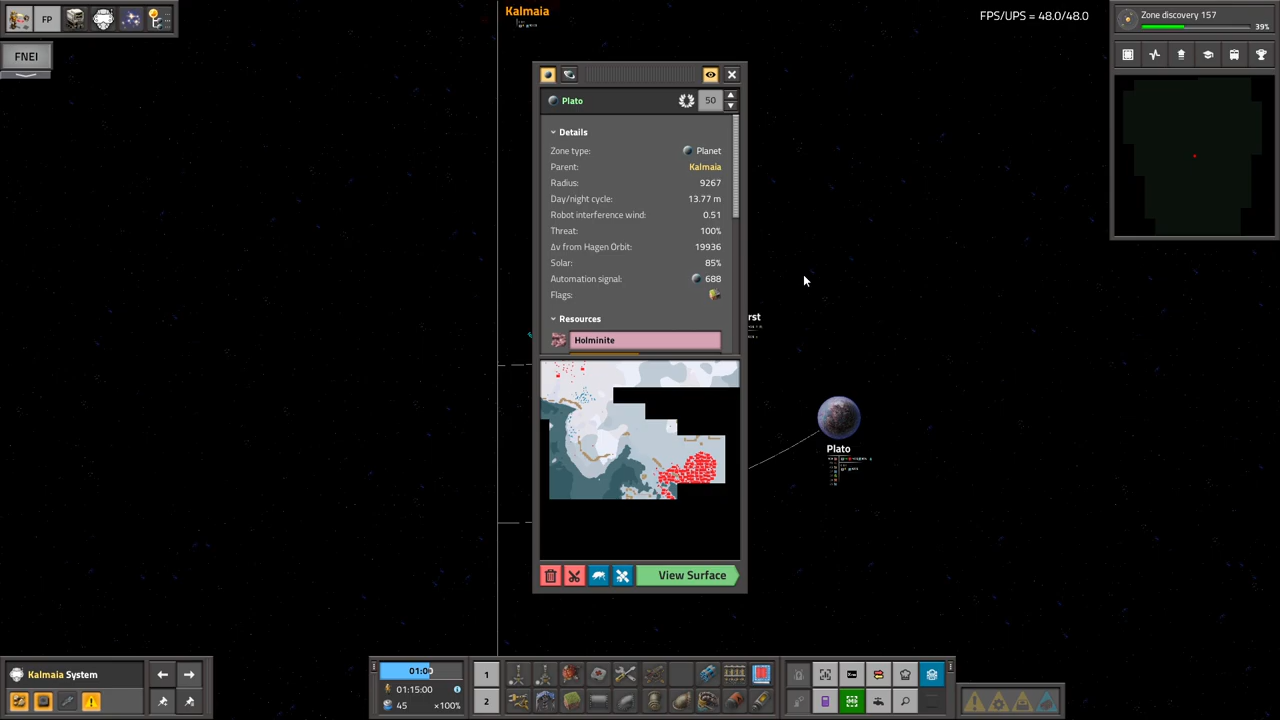 FP
FNEI
Kalmaia
FPS/UPS = 48.0/48.0
Zone discovery 157
39%
Plato
50
Details
Zone type: Planet
Parent: Kalmaia
Radius: 9267
Day/night cycle: 13.77 m
Robot interference wind: 0.51
Threat: 100%
Δv from Hagen Orbit: 19936
Solar: 85%
Automation signal: 688
Flags:
Resources
Holminite
rst
Plato
View Surface
Kalmaia System
01:15:00
45 ×100%
1
2